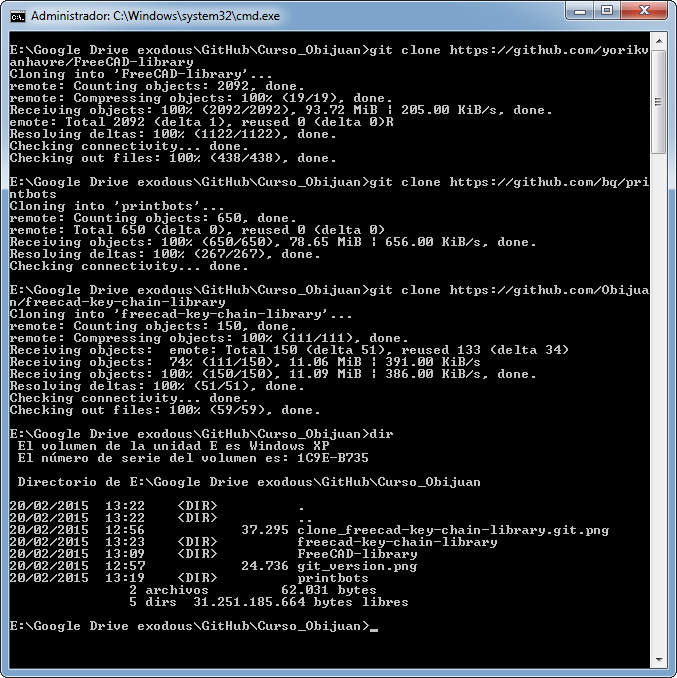 Administrador: C:\Windows\system32\cmd.exe
E:\Google Drive exodous\GitHub\Curso_Obijuan>git clone https://github.com/yorikv
anhavre/FreeCAD-library
Cloning into 'FreeCAD-library'...
remote: Counting objects: 2092, done.
remote: Compressing objects: 100% (19/19), done.
Receiving objects: 100% (2092/2092), 93.72 MiB ¦ 205.00 KiB/s, done.
emote: Total 2092 (delta 1), reused 0 (delta 0)R
Resolving deltas: 100% (1122/1122), done.
Checking connectivity... done.
Checking out files: 100% (438/438), done.
E:\Google Drive exodous\GitHub\Curso_Obijuan>git clone https://github.com/bq/pri
ntbots
Cloning into 'printbots'...
remote: Counting objects: 650, done.
remote: Total 650 (delta 0), reused 0 (delta 0)
Receiving objects: 100% (650/650), 78.65 MiB ¦ 656.00 KiB/s, done.
Resolving deltas: 100% (267/267), done.
Checking connectivity... done.
E:\Google Drive exodous\GitHub\Curso_Obijuan>git clone https://github.com/Obijua
n/freecad-key-chain-library
Cloning into 'freecad-key-chain-library'...
remote: Counting objects: 150, done.
remote: Compressing objects: 100% (111/111), done.
Receiving objects:  emote: Total 150 (delta 51), reused 133 (delta 34)
Receiving objects:  74% (111/150), 11.06 MiB ¦ 391.00 KiB/s
Receiving objects: 100% (150/150), 11.09 MiB ¦ 386.00 KiB/s, done.
Resolving deltas: 100% (51/51), done.
Checking connectivity... done.
Checking out files: 100% (59/59), done.
E:\Google Drive exodous\GitHub\Curso_Obijuan>dir
El volumen de la unidad E es Windows XP
El número de serie del volumen es: 1C9E-B735
Directorio de E:\Google Drive exodous\GitHub\Curso_Obijuan
20/02/2015  13:22    <DIR>          .
20/02/2015  13:22    <DIR>          ..
20/02/2015  12:56            37.295 clone_freecad-key-chain-library.git.png
20/02/2015  13:23    <DIR>          freecad-key-chain-library
20/02/2015  13:09    <DIR>          FreeCAD-library
20/02/2015  12:57            24.736 git_version.png
20/02/2015  13:19    <DIR>          printbots
2 archivos         62.031 bytes
5 dirs  31.251.185.664 bytes libres
E:\Google Drive exodous\GitHub\Curso_Obijuan>_